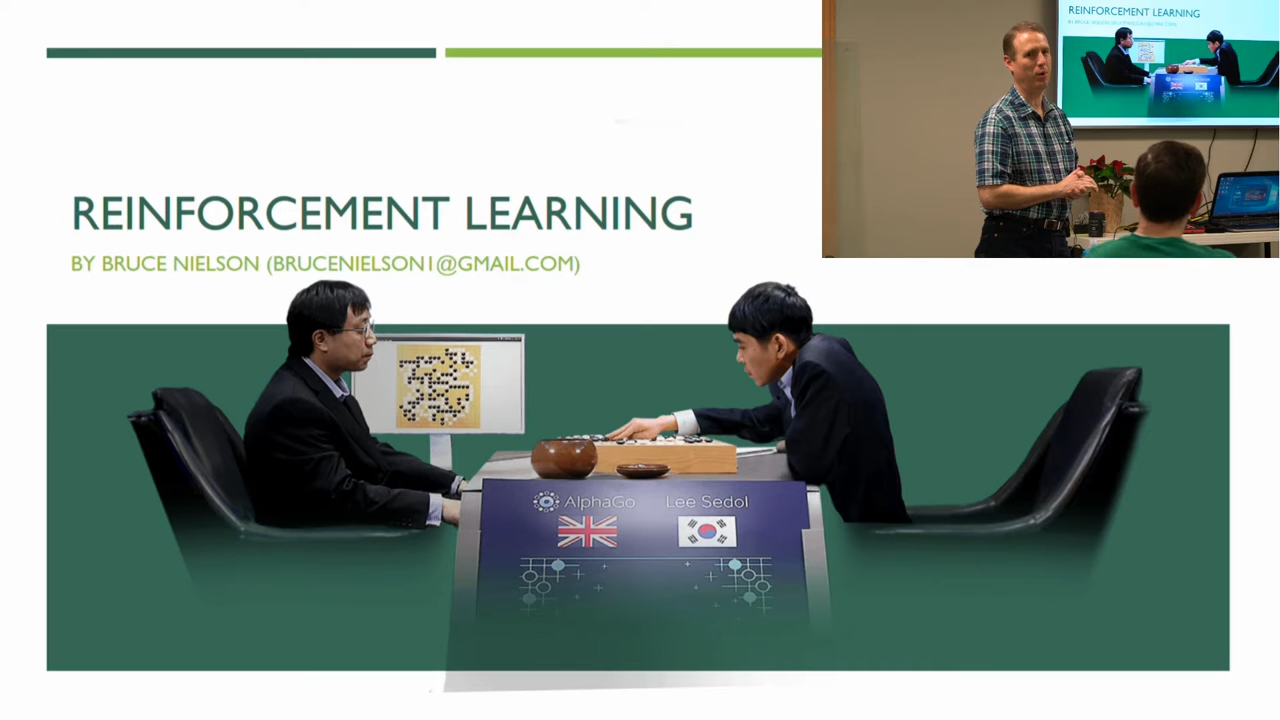 REINFORCEMENT LEARNING
BY BRUCE NIELSON (BRUCENIELSON1@GMAIL.COM)
AlphaGo
Lee Sedol
REINFORCEMENT LEARNING